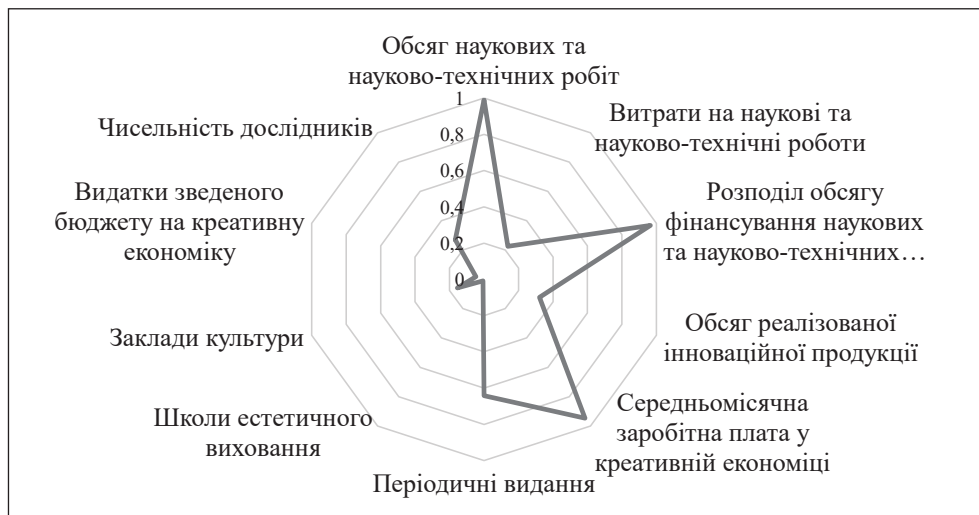 Обсяг наукових та
науково-технічних робіт
Витрати на наукові та
науково-технічні роботи
Розподіл обсягу
фінансування наукових
та науково-технічних…
Обсяг реалізованої
інноваційної продукції
Середньомісячна
заробітна плата у
креативній економіці
Періодичні видання
Школи естетичного
виховання
Заклади культури
Видатки зведеного
бюджету на креативну
економіку
Чисельність дослідників
1
0,8
0,6
0,4
0,2
0